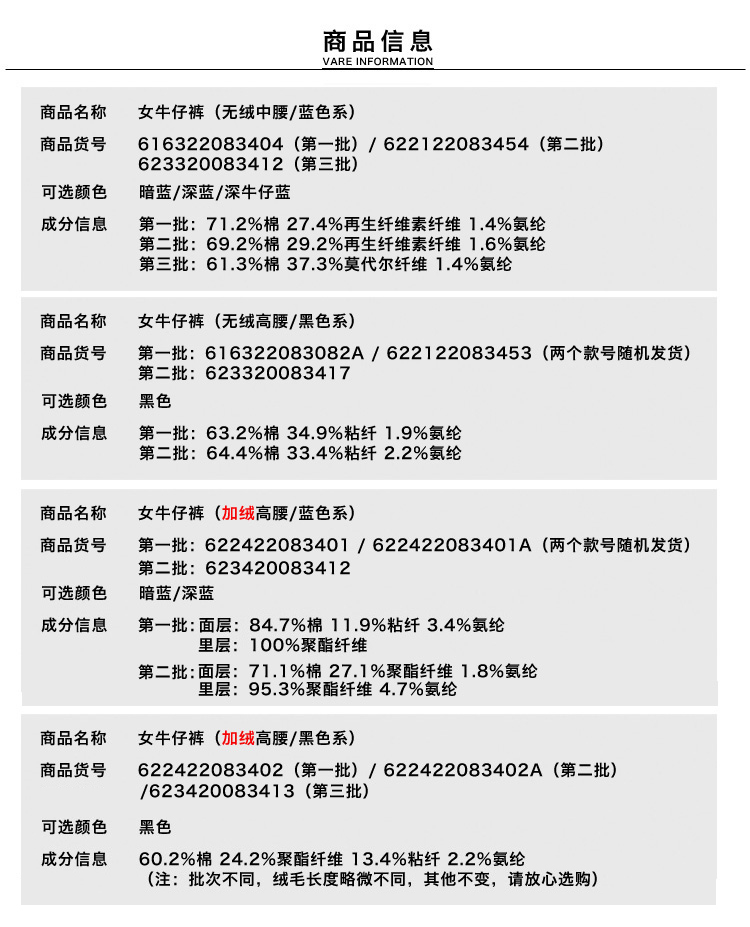 商品信息
VARE INFORMATION
商品名称 女牛仔裤（无绒中腰/蓝色系）
商品货号 616322083404（第一批）/ 622122083454（第二批）
623320083412（第三批）
可选颜色 暗蓝/深蓝/深牛仔蓝
成分信息 第一批：71.2%棉 27.4%再生纤维素纤维 1.4%氨纶
第二批：69.2%棉 29.2%再生纤维素纤维 1.6%氨纶
第三批：61.3%棉 37.3%莫代尔纤维 1.4%氨纶
商品名称 女牛仔裤（无绒高腰/黑色系）
商品货号 第一批：616322083082A / 622122083453（两个款号随机发货）
第二批：623320083417
可选颜色 黑色
成分信息 第一批：63.2%棉 34.9%粘纤 1.9%氨纶
第二批：64.4%棉 33.4%粘纤 2.2%氨纶
商品名称 女牛仔裤（加绒高腰/蓝色系）
商品货号 第一批：622422083401 / 622422083401A（两个款号随机发货）
第二批：623420083412
可选颜色 暗蓝/深蓝
成分信息 第一批：面层：84.7%棉 11.9%粘纤 3.4%氨纶
里层：100%聚酯纤维
第二批：面层：71.1%棉 27.1%聚酯纤维 1.8%氨纶
里层：95.3%聚酯纤维 4.7%氨纶
商品名称 女牛仔裤（加绒高腰/黑色系）
商品货号 622422083402（第一批）/ 622422083402A（第二批）
/623420083413（第三批）
可选颜色 黑色
成分信息 60.2%棉 24.2%聚酯纤维 13.4%粘纤 2.2%氨纶
（注：批次不同，绒毛长度略微不同，其他不变，请放心选购）